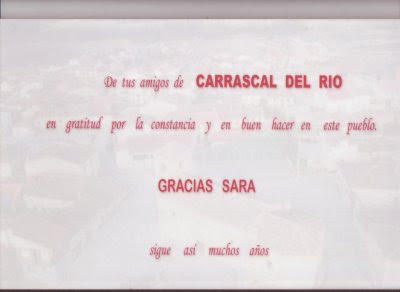 De tus amigos de CARRASCAL DEL RIO
en gratitud por la constancia y en buen hacer en este pueblo.
GRACIAS SARA
sigue así muchos años